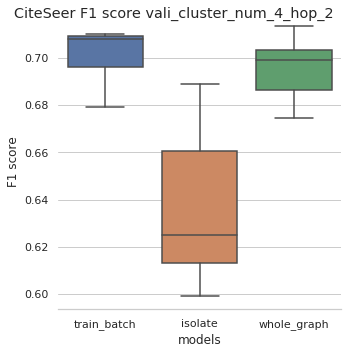 CiteSeer F1 score vali_cluster_num_4_hop_2
0.70
0.68
0.66
0.64
0.62
0.60
F1 score
train_batch isolate whole_graph
models